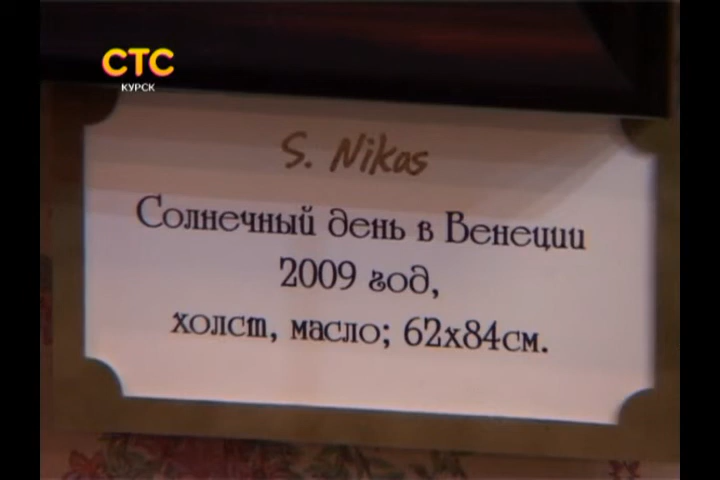 СТС
КУРСК
S. Nikas
Солнечный день в Венеции
2009 год,
холст, масло; 62х84см.